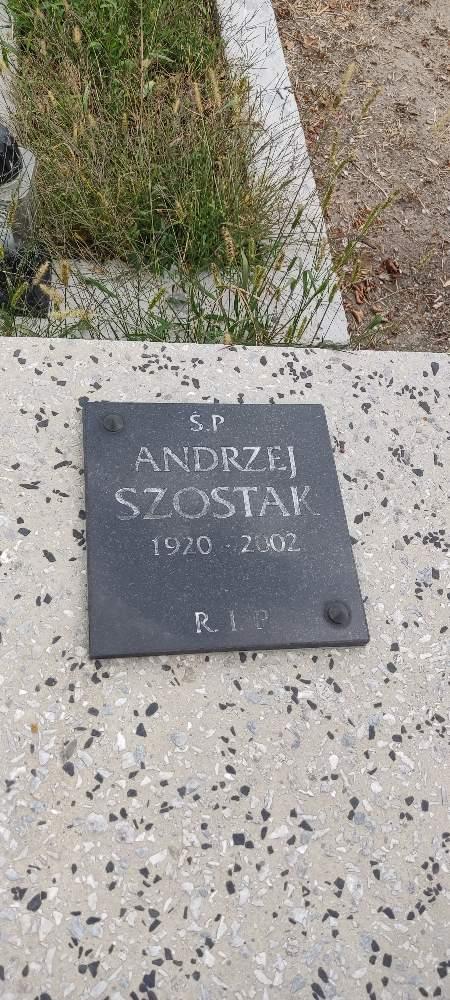 Ś.P
ANDRZEJ
SZOSTAK
1920 - 2002
R.I.P